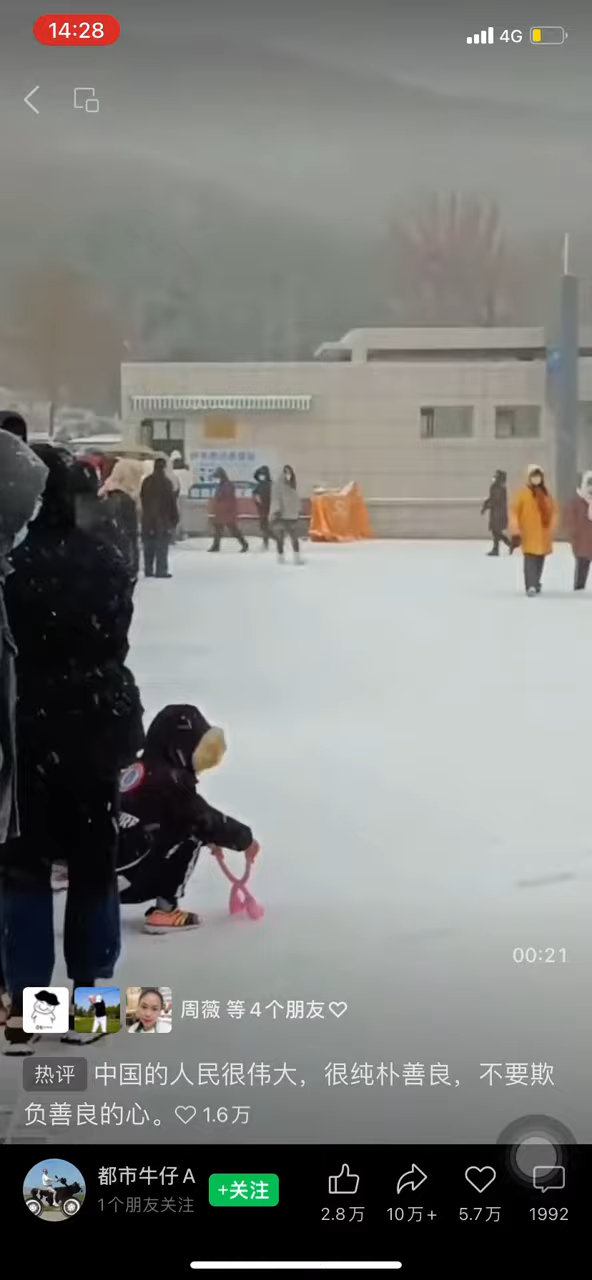 14:28
4G
00:21
周薇 等4个朋友♡
热评 中国的人民很伟大，很纯朴善良，不要欺
负善良的心。♡ 1.6万
都市牛仔A
1个朋友关注
+关注
2.8万 10万+ 5.7万 1992